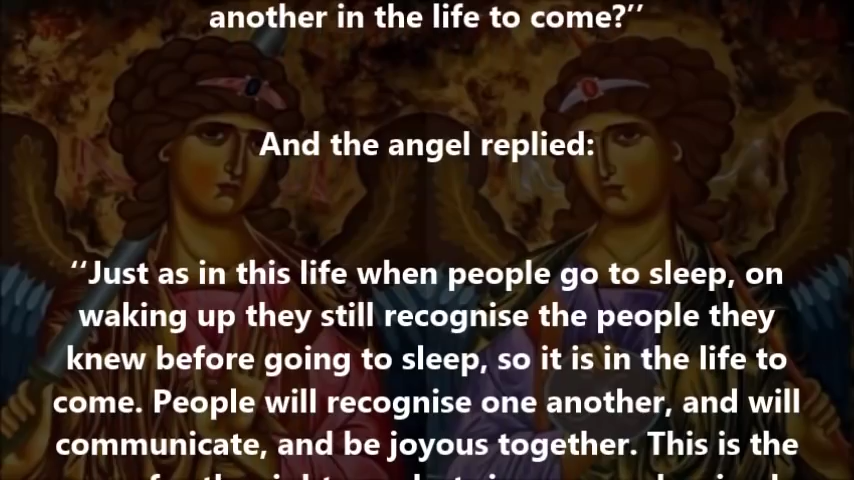 another in the life to come?’’
And the angel replied:
‘‘Just as in this life when people go to sleep, on
waking up they still recognise the people they
knew before going to sleep, so it is in the life to
come. People will recognise one another, and will
communicate, and be joyous together. This is the